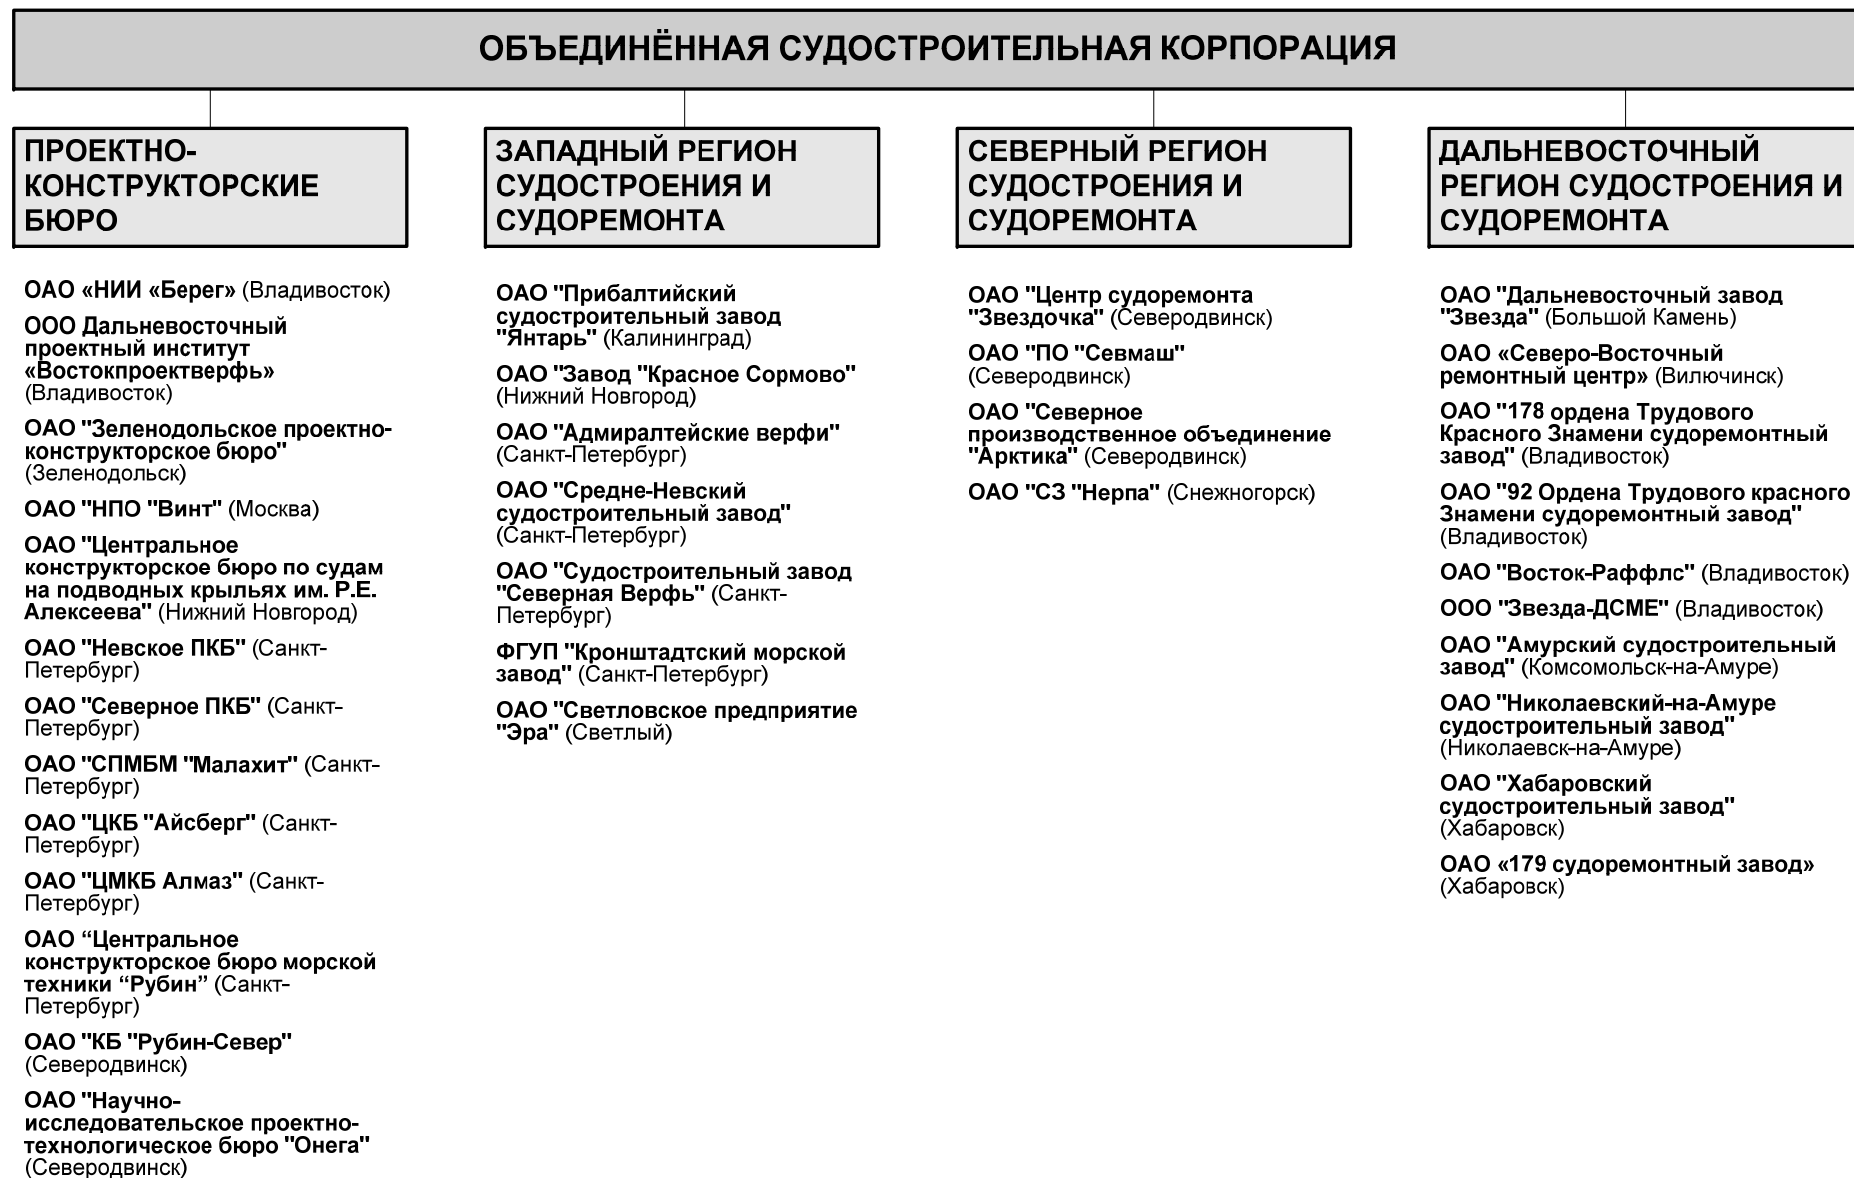 ОБЪЕДИНЁННАЯ СУДОСТРОИТЕЛЬНАЯ КОРПОРАЦИЯ
ПРОЕКТНО-
КОНСТРУКТОРСКИЕ
БЮРО
ОАО «НИИ «Берег» (Владивосток)
ООО Дальневосточный
проектный институт
«Востокпроектверфь»
(Владивосток)
ОАО "Зеленодольское проектно-
конструкторское бюро"
(Зеленодольск)
ОАО "НПО "Винт" (Москва)
ОАО "Центральное
конструкторское бюро по судам
на подводных крыльях им. Р.Е.
Алексеева" (Нижний Новгород)
ОАО "Невское ПКБ" (Санкт-
Петербург)
ОАО "Северное ПКБ" (Санкт-
Петербург)
ОАО "СПМБМ "Малахит" (Санкт-
Петербург)
ОАО "ЦКБ "Айсберг" (Санкт-
Петербург)
ОАО "ЦМКБ Алмаз" (Санкт-
Петербург)
ОАО “Центральное
конструкторское бюро морской
техники “Рубин” (Санкт-
Петербург)
ОАО "КБ "Рубин-Север"
(Северодвинск)
ОАО "Научно-
исследовательское проектно-
технологическое бюро "Онега"
(Северодвинск)
ЗАПАДНЫЙ РЕГИОН
СУДОСТРОЕНИЯ И
СУДОРЕМОНТА
ОАО "Прибалтийский
судостроительный завод
"Янтарь" (Калининград)
ОАО "Завод "Красное Сормово"
(Нижний Новгород)
ОАО "Адмиралтейские верфи"
(Санкт-Петербург)
ОАО "Средне-Невский
судостроительный завод"
(Санкт-Петербург)
ОАО "Судостроительный завод
"Северная Верфь" (Санкт-
Петербург)
ФГУП "Кронштадтский морской
завод" (Санкт-Петербург)
ОАО "Светловское предприятие
"Эра" (Светлый)
СЕВЕРНЫЙ РЕГИОН
СУДОСТРОЕНИЯ И
СУДОРЕМОНТА
ОАО "Центр судоремонта
"Звездочка" (Северодвинск)
ОАО "ПО "Севмаш"
(Северодвинск)
ОАО "Северное
производственное объединение
"Арктика" (Северодвинск)
ОАО "СЗ "Нерпа" (Снежногорск)
ДАЛЬНЕВОСТОЧНЫЙ
РЕГИОН СУДОСТРОЕНИЯ И
СУДОРЕМОНТА
ОАО "Дальневосточный завод
"Звезда" (Большой Камень)
ОАО «Северо-Восточный
ремонтный центр» (Вилючинск)
ОАО "178 ордена Трудового
Красного Знамени судоремонтный
завод" (Владивосток)
ОАО "92 Ордена Трудового красного
Знамени судоремонтный завод"
(Владивосток)
ОАО "Восток-Раффлс" (Владивосток)
ООО "Звезда-ДСМЕ" (Владивосток)
ОАО "Амурский судостроительный
завод" (Комсомольск-на-Амуре)
ОАО "Николаевский-на-Амуре
судостроительный завод"
(Николаевск-на-Амуре)
ОАО "Хабаровский
судостроительный завод"
(Хабаровск)
ОАО «179 судоремонтный завод»
(Хабаровск)